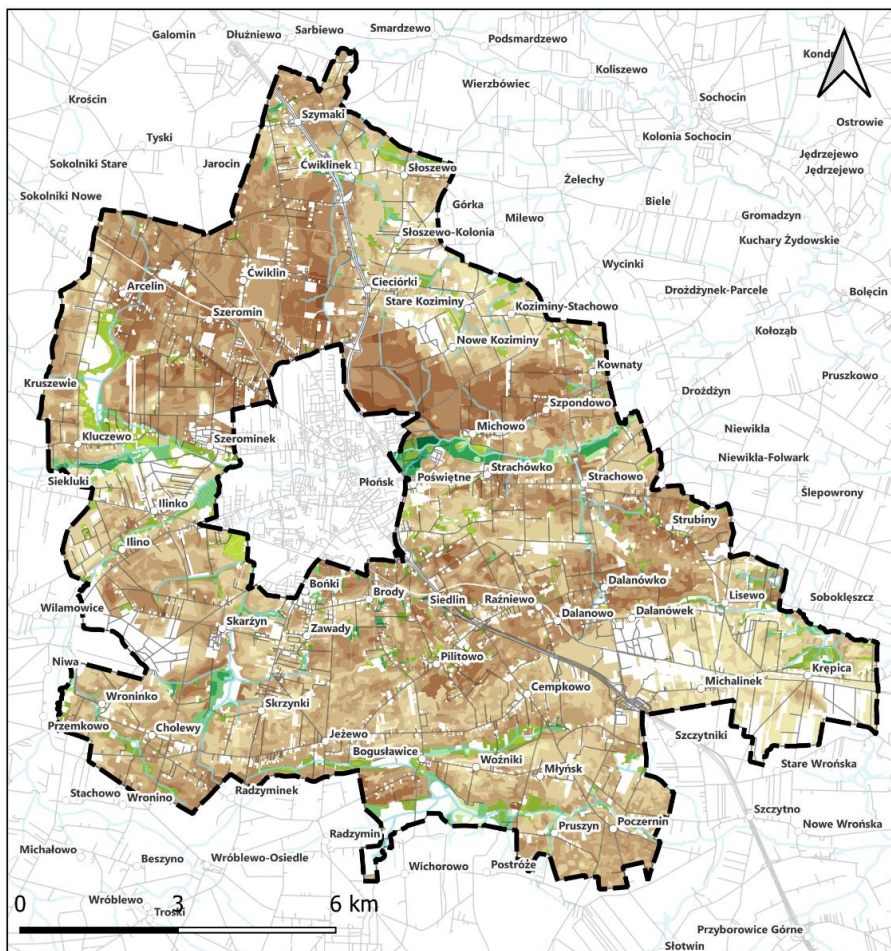 Galomin
Dłużniewo
Sarbiewo
Smardzewo
Podsmardzewo
Koliszewo
Wierzbówiec
Sochocin
Krościn
Szymaki
Ostrowie
Tyski
Kolonia Sochocin
Jędrzejewo
Jędrzejewo
Sokolniki Stare
Jarocin
Ćwiklinek
Słoszewo
Żelechy
Sokolniki Nowe
Górka
Biele
Milewo
Gromadzyn
Słoszewo-Kolonia
Kuchary Żydowskie
Wycinki
Ćwiklin
Arcelin
Cieciórki
Drożdżynek-Parcele
Bolęcin
Stare Koziminy
Koziminy-Stachowo
Szeromin
Kołoząb
Nowe Koziminy
Kownaty
Pruszkowo
Kruszewie
Drożdżyn
Szpondowo
Niewikla
Kluczewo
Szerominek
Michowo
Niewikla-Folwark
Siekluki
Płońsk
Poświętne
Strachówko
Strachowo
Ślepowrony
Ilinko
Strubiny
Ilino
Bońki
Dalanówko
Brody
Siedlin
Raźniewo
Lisewo
Sobokleszcz
Wilamowice
Skarżyn
Zawady
Dalanowo
Dalanówek
Niwa
Pilitowo
Krępica
Wroninko
Cempkowo
Michalinek
Przemkowo
Cholewy
Skrzynki
Jeżewo
Szczytniki
Bogusławice
Woźniki
Stare Wrońska
Młyńsk
Stachowo
Wronino
Radzyminek
Szczytno
Nowe Wrońska
Radzymin
Pruszyn
Poczernin
Michałowo
Beszyno
Wróblewo-Osiedle
Wichorowo
Postróże
Wróblewo
Troski
0 3 6 km
Przyborowice Górne
Słotwin